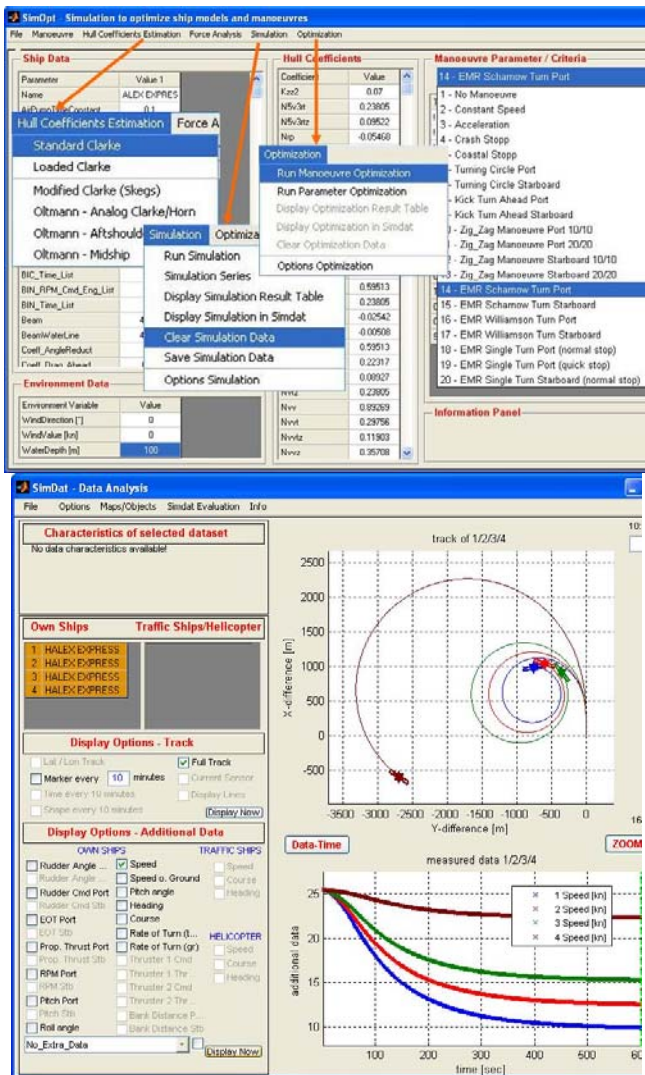 SimOpt - Simulation to optimize ship models and manoeuvres
File Manoeuvre Hull Coefficients Estimation Force Analysis Simulation Optimization
Ship Data
Parameter Value 1
Name ALEX EXPRES
AirPumpTimeConstant 0.1
Hull Coefficients Estimation Force A
Standard Clarke
Loaded Clarke
Modified Clarke (Skegs)
Oltmann - Analog Clarke/Horn
Oltmann - Aftshould
Oltmann - Midship
BIC_Time_List
BIN_RPM_Cmd_Eng_List
BIN_Time_List
Beam 4
BeamWaterLine 4
Coeff_AngleReduct
Coeff_Drag_Ahead
Simulation Optimiza
Run Simulation
Simulation Series
Display Simulation Result Table
Display Simulation in Simdat
Clear Simulation Data
Save Simulation Data
Options Simulation
Environment Data
Environment Variable Value
WindDirection [°] 0
WindValue [kn] 0
WaterDepth [m] 100
Hull Coefficients
Coefficient Value
Kzz2 0.07
N5v3rt 0.23805
N5v3rtz 0.09522
Nrp -0.05468
Optimization
Run Manoeuvre Optimization
Run Parameter Optimization
Display Optimization Result Table
Display Optimization in Simdat
Clear Optimization Data
Options Optimization
0.59513
0.23805
-0.02542
-0.00508
0.59513
0.22317
0.08927
0.23805
Nvv 0.89269
Nvvt 0.29756
Nvvtz 0.11903
Nvvz 0.35708
Manoeuvre Parameter / Criteria
14 - EMR Scharnow Turn Port
1 - No Manoeuvre
2 - Constant Speed
3 - Acceleration
4 - Crash Stopp
- Coastal Stopp
- Turning Circle Port
- Turning Circle Starboard
- Kick Turn Ahead Port
- Kick Turn Ahead Starboard
- Zig_Zag Manoeuvre Port 10/10
- Zig_Zag Manoeuvre Port 20/20
- Zig_Zag Manoeuvre Starboard 10/10
- Zig_Zag Manoeuvre Starboard 20/20
14 - EMR Scharnow Turn Port
15 - EMR Scharnow Turn Starboard
16 - EMR Williamson Turn Port
17 - EMR Williamson Turn Starboard
18 - EMR Single Turn Port (normal stop)
19 - EMR Single Turn Port (quick stop)
20 - EMR Single Turn Starboard (normal stop)
Information Panel
SimDat - Data Analysis
File Options Maps/Objects Simdat Evaluation Info
Characteristics of selected dataset
No data characteristics available!
Own Ships Traffic Ships/Helicopter
1 HALEX EXPRESS
2 HALEX EXPRESS
3 HALEX EXPRESS
4 HALEX EXPRESS
Display Options - Track
Lat / Lon Track Full Track
Marker every 10 minutes Current Sensor
Time every 10 minutes Display Lines
Shape every 10 minutes Display Now
Display Options - Additional Data
OWN SHIPS TRAFFIC SHIPS
Rudder Angle ... Speed Speed
Rudder Angle ... Speed o. Ground Course
Rudder Cmd Port Pitch angle Heading
Rudder Cmd Stb Heading
EOT Port Course
EOT Stb Rate of Turn (t... HELICOPTER
Prop. Thrust Port Rate of Turn (gr) Speed
Prop. Thrust Stb Thruster 1 Cmd Course
RPM Port Thruster 1 Thr... Heading
RPM Stb Thruster 2 Cmd
Pitch Port Thruster 2 Thr...
Pitch Stb Bank Distance P...
Roll angle Bank Distance Stb
No_Extra_Data Display Now
10:
track of 1/2/3/4
X-difference [m]
2500
2000
1500
1000
500
0
-500
-3500 -3000 -2500 -2000 -1500 -1000 -500 0
Y-difference [m]
16
Data-Time ZOOM
measured data 1/2/3/4
additional data
25
20
15
10
1 Speed [kn]
2 Speed [kn]
3 Speed [kn]
4 Speed [kn]
100 200 300 400 500 60
time [sec]